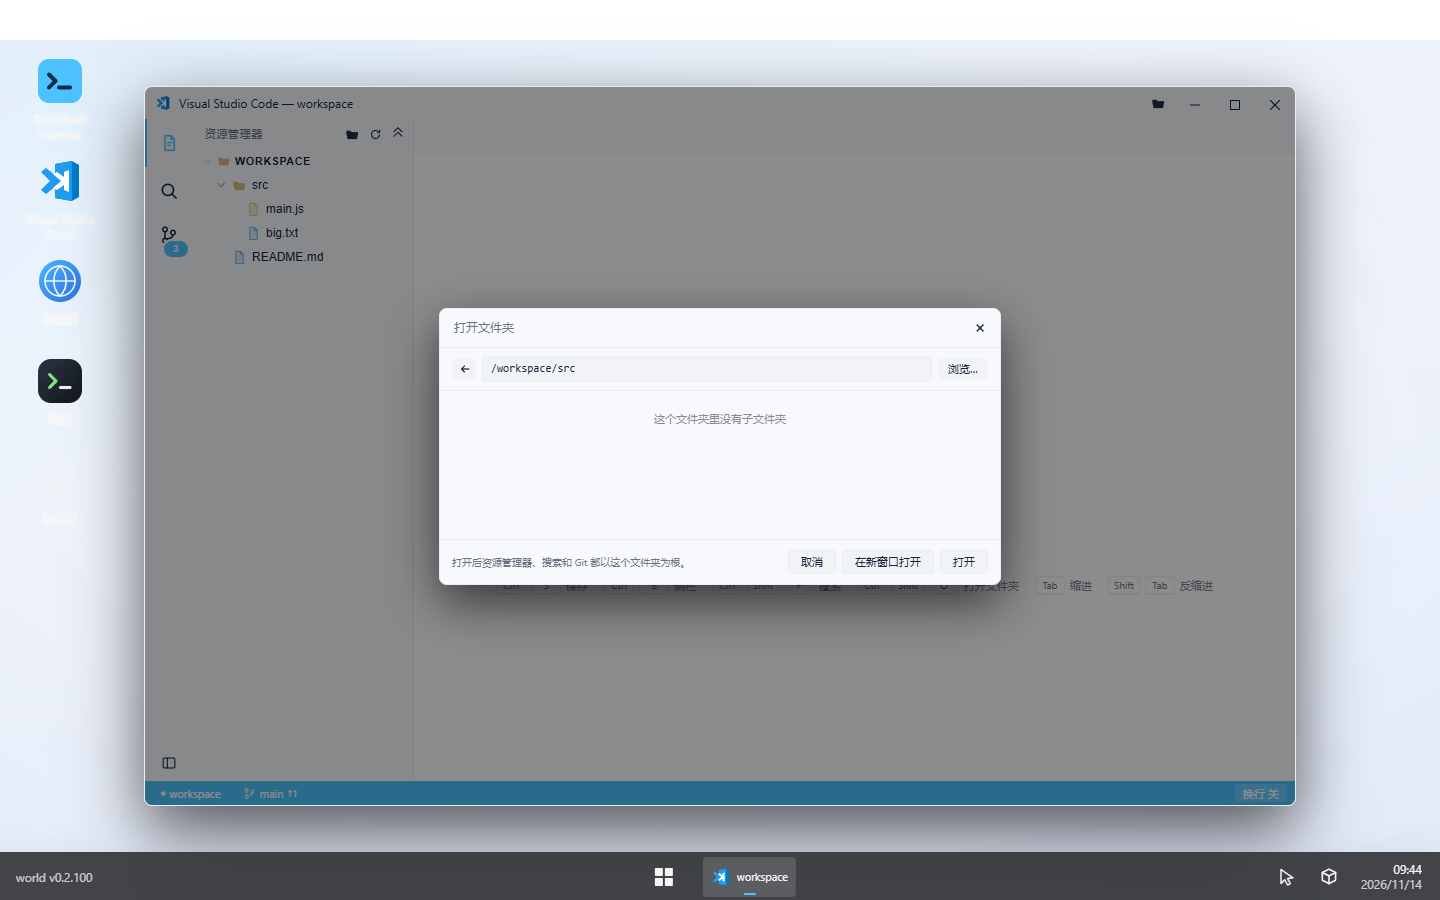 Visual Studio Code — workspace
资源管理器
WORKSPACE
src
main.js
big.txt
README.md
3
打开文件夹
/workspace/src
浏览...
这个文件夹里没有子文件夹
打开后资源管理器、搜索和 Git 都以这个文件夹为根。
取消
在新窗口打开
打开
打开文件夹 Tab 缩进 Shift Tab 反缩进
workspace
main ↑1
换行 关
world v0.2.100
workspace
09:44
2026/11/14